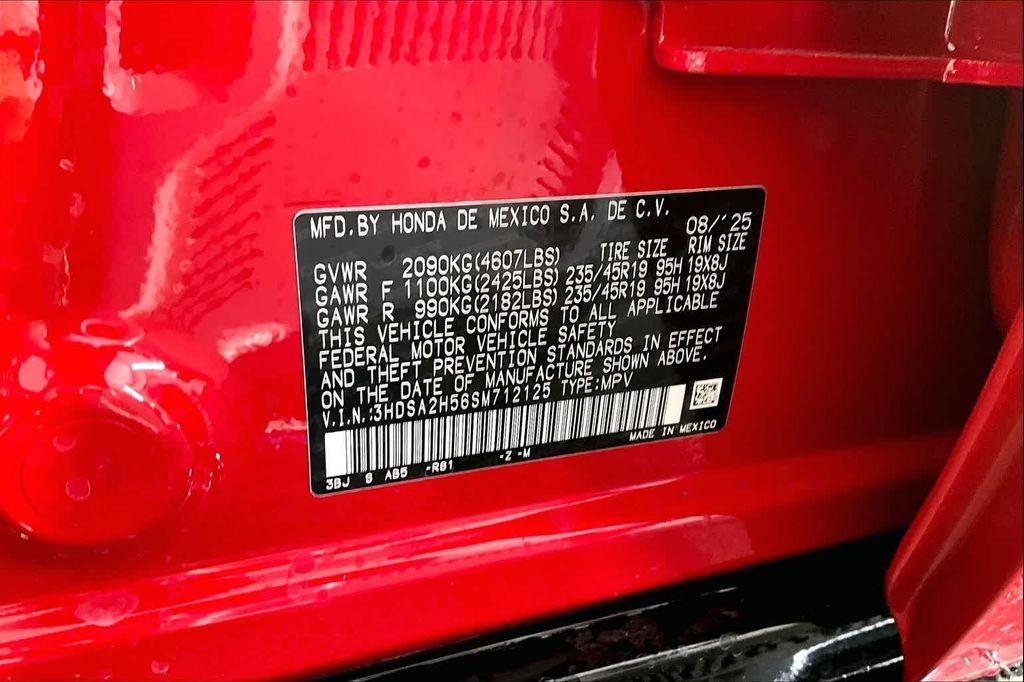 MFD.BY HONDA DE MEXICO S.A. DE C.V. 08/'25
TIRE SIZE RIM SIZE
GVWR 2090KG(4607LBS)
GAWR F 1100KG(2425LBS) 235/45R19 95H 19X8J
GAWR R 990KG(2182LBS) 235/45R19 95H 19X8J
THIS VEHICLE CONFORMS TO ALL APPLICABLE
FEDERAL MOTOR VEHICLE SAFETY
AND THEFT PREVENTION STANDARDS IN EFFECT
ON THE DATE OF MANUFACTURE SHOWN ABOVE.
V.I.N.:3HDSA2H56SM712125 TYPE:MPV
MADE IN MEXICO
3BJ S AB5 -R81 -Z -M